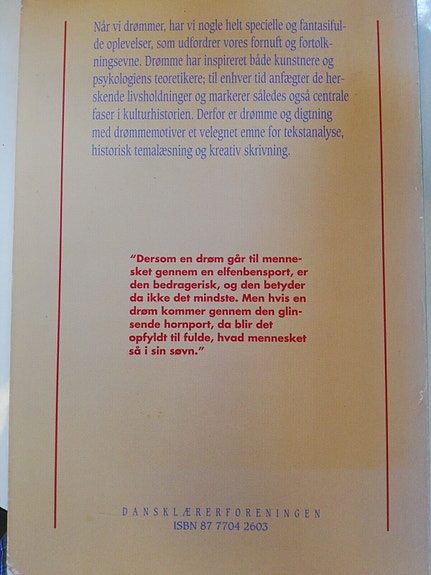 Når vi drømmer, har vi nogle helt specielle og fantasiful-
de oplevelser, som udfordrer vores fornuft og fortolk-
ningsevne. Drømme har inspireret både kunstnere og
psykologiens teoretikere; til enhver tid anfægter de her-
skende livsholdninger og markerer således også centrale
faser i kulturhistorien. Derfor er drømme og digtning
med drømmemotiver et velegnet emne for tekstanalyse,
historisk temalæsning og kreativ skrivning.
"Dersom en drøm går til menne-
sket gennem en elfenbensport, er
den bedragerisk, og den betyder
da ikke det mindste. Men hvis en
drøm kommer gennem den glin-
sende hornport, da blir det
opfyldt til fulde, hvad mennesket
så i sin søvn."
DANSKLÆRERFORENINGEN
ISBN 87 7704 2603